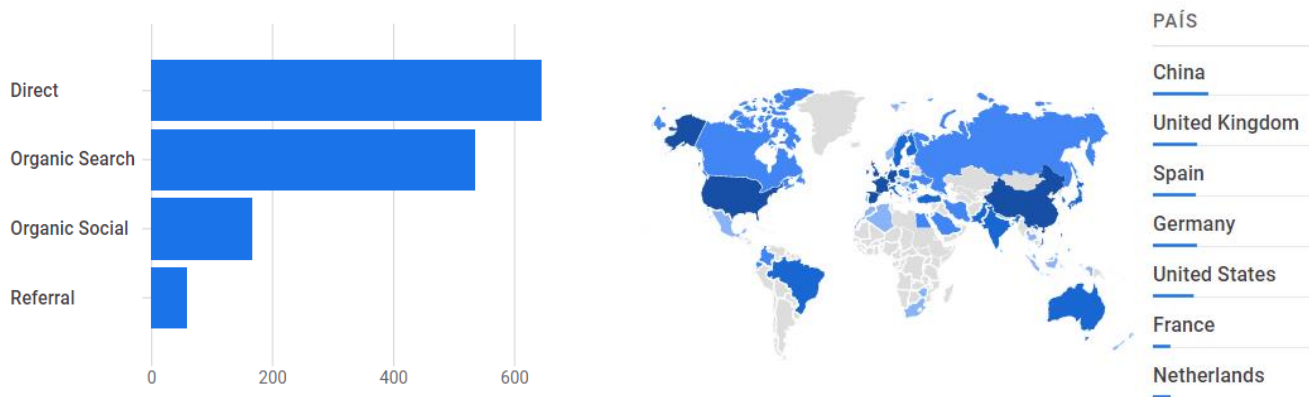 Direct
Organic Search
Organic Social
Referral
0 200 400 600
PAÍS
China
United Kingdom
Spain
Germany
United States
France
Netherlands